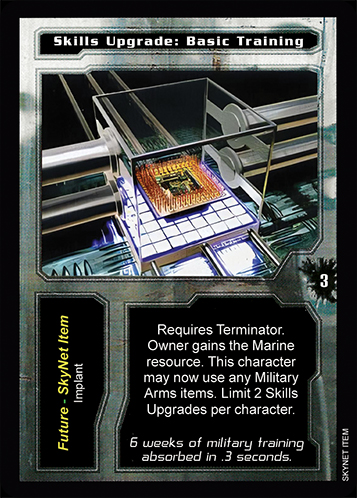 Skills Upgrade: Basic Training
3
Future - SkyNet Item
Implant
Requires Terminator.
Owner gains the Marine
resource. This character
may now use any Military
Arms items. Limit 2 Skills
Upgrades per character.
6 weeks of military training
absorbed in .3 seconds.
SKYNET ITEM